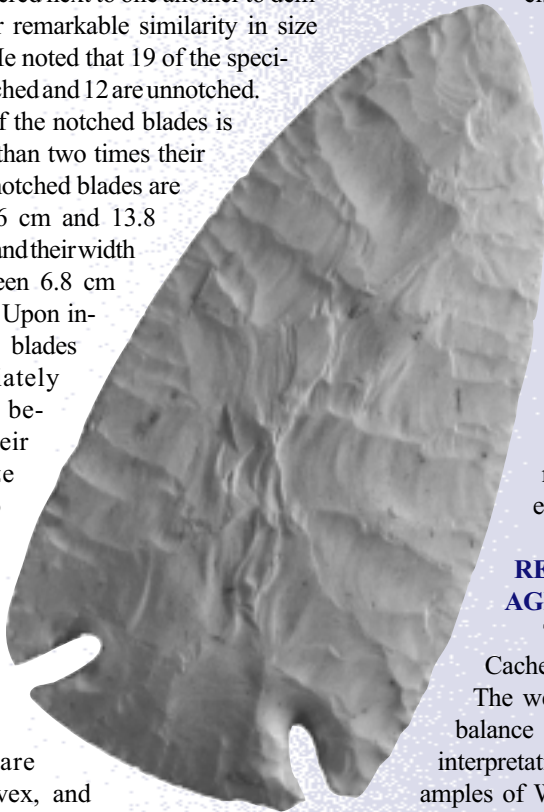 ered next to one another to dem
r remarkable similarity in size
He noted that 19 of the speci-
ched and 12 are unnotched.
f the notched blades is
than two times their
notched blades are
6 cm and 13.8
and their width
een 6.8 cm
Upon in-
blades
lately
be-
eir
e
are
vex, and
RE
AG
Cache
The we
balance
interpretat
amples of W